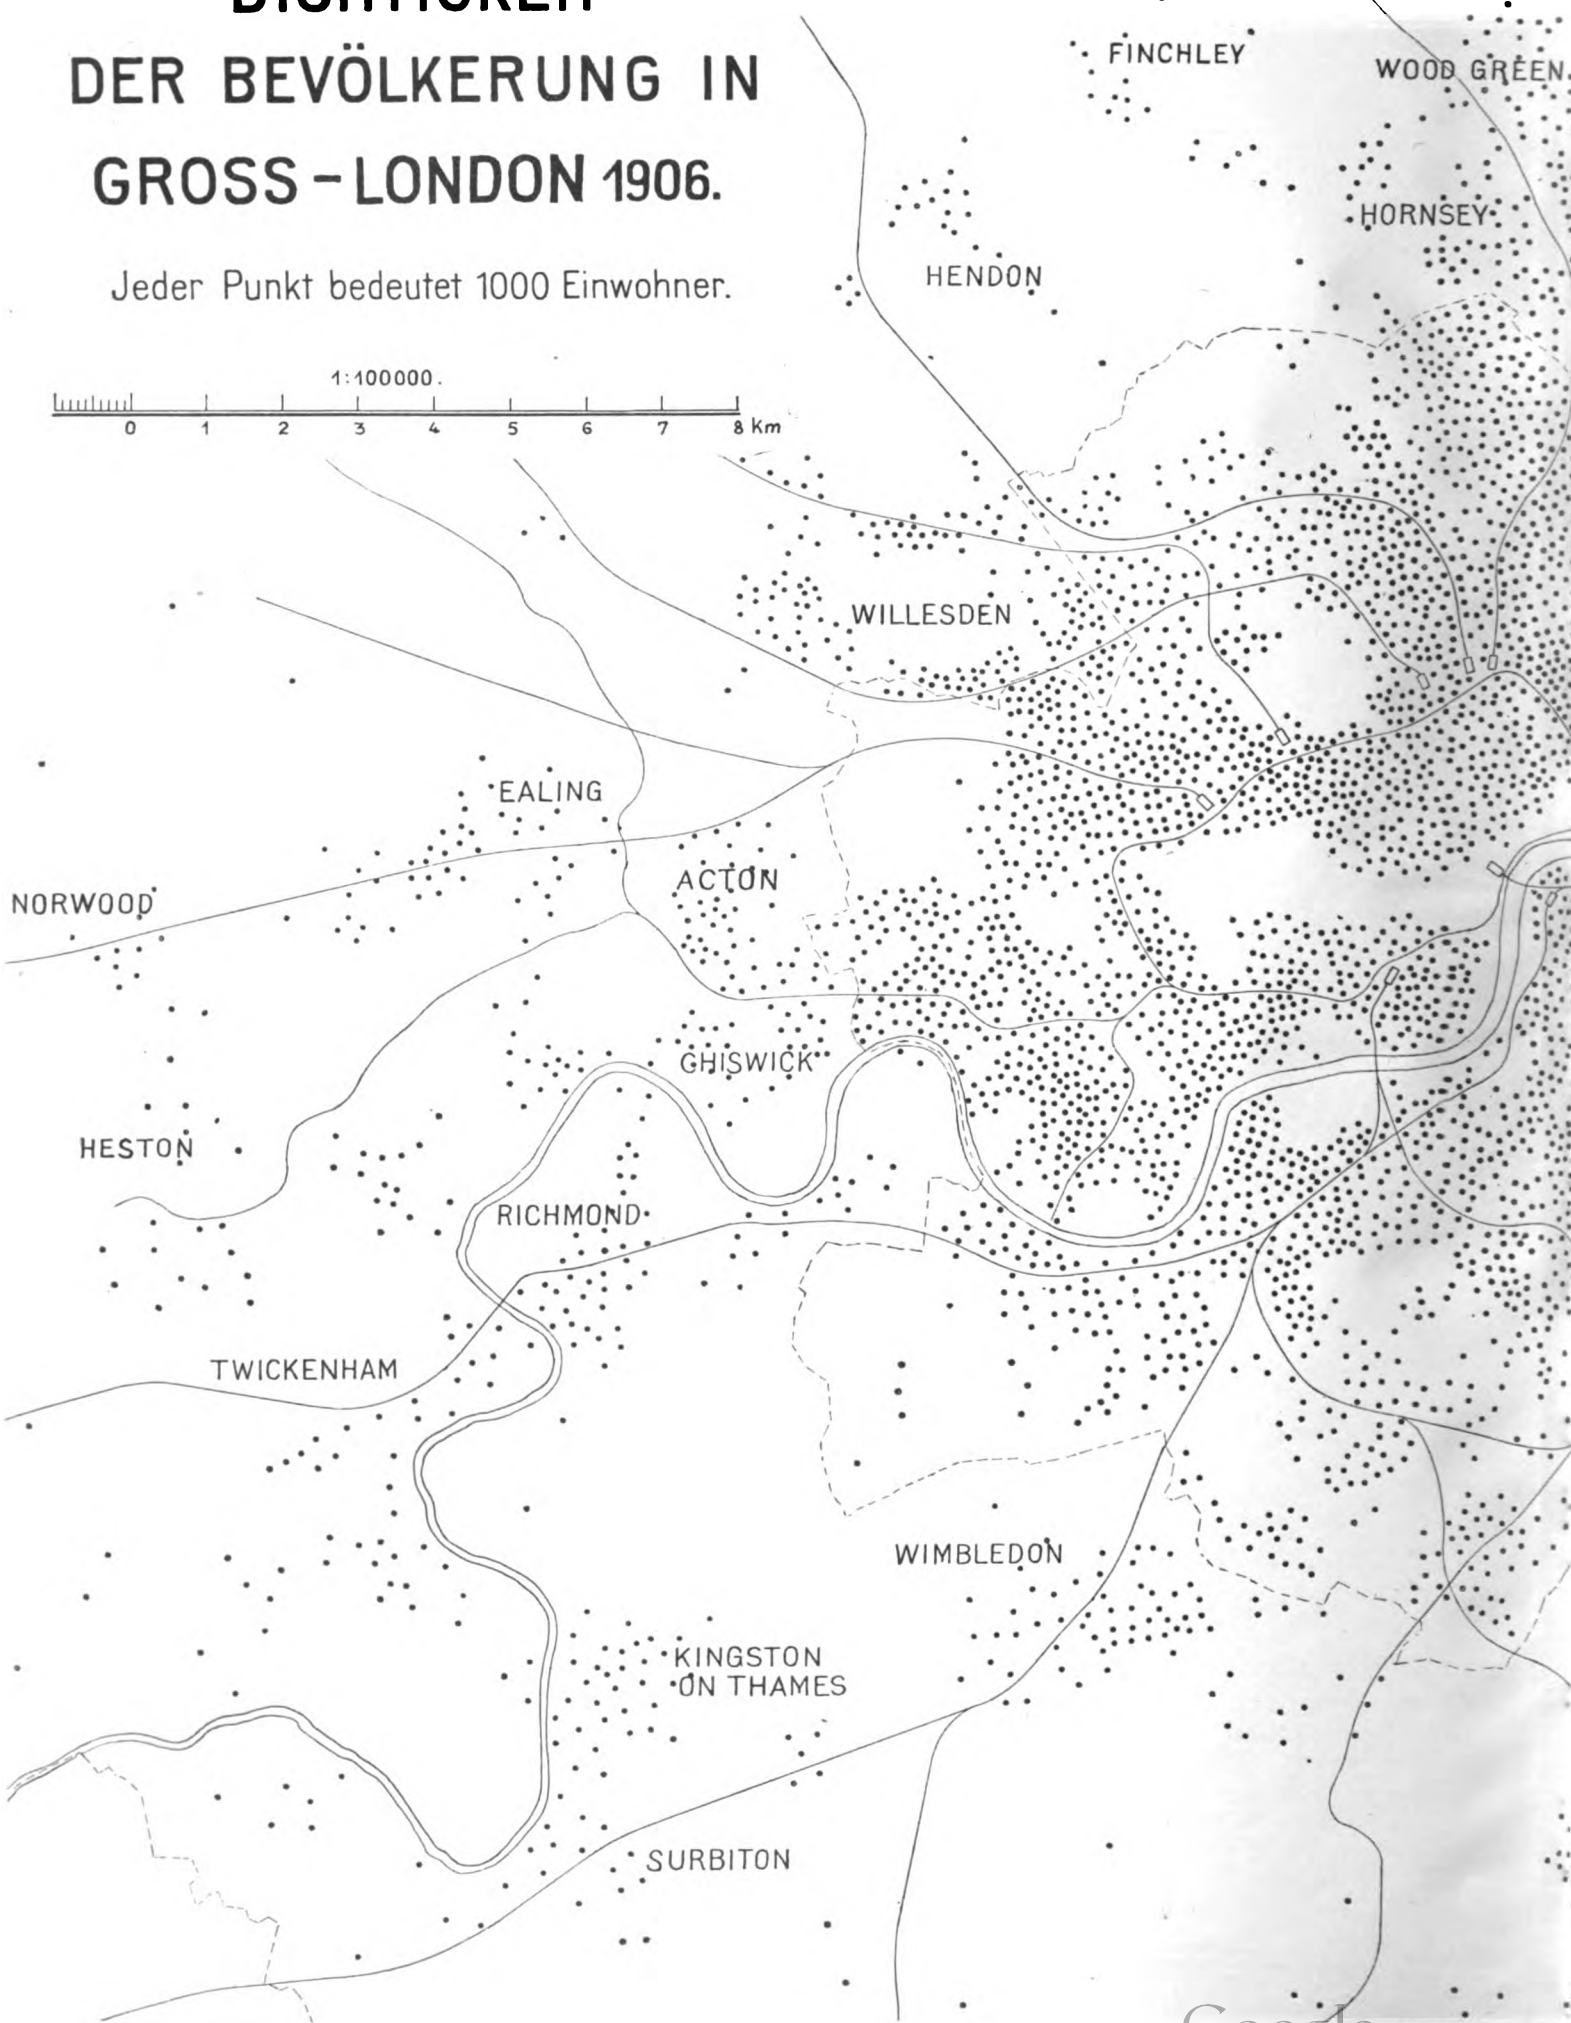 DICHTIGKEIT
DER BEVÖLKERUNG IN
GROSS-LONDON 1906.
Jeder Punkt bedeutet 1000 Einwohner.
1:100000.
0 1 2 3 4 5 6 7 8 Km
FINCHLEY
WOOD GREEN.
HORNSEY
HENDON
WILLESDEN
EALING
ACTON
NORWOOD
CHISWICK
HESTON
RICHMOND
TWICKENHAM
WIMBLEDON
KINGSTON
ON THAMES
SURBITON
Google